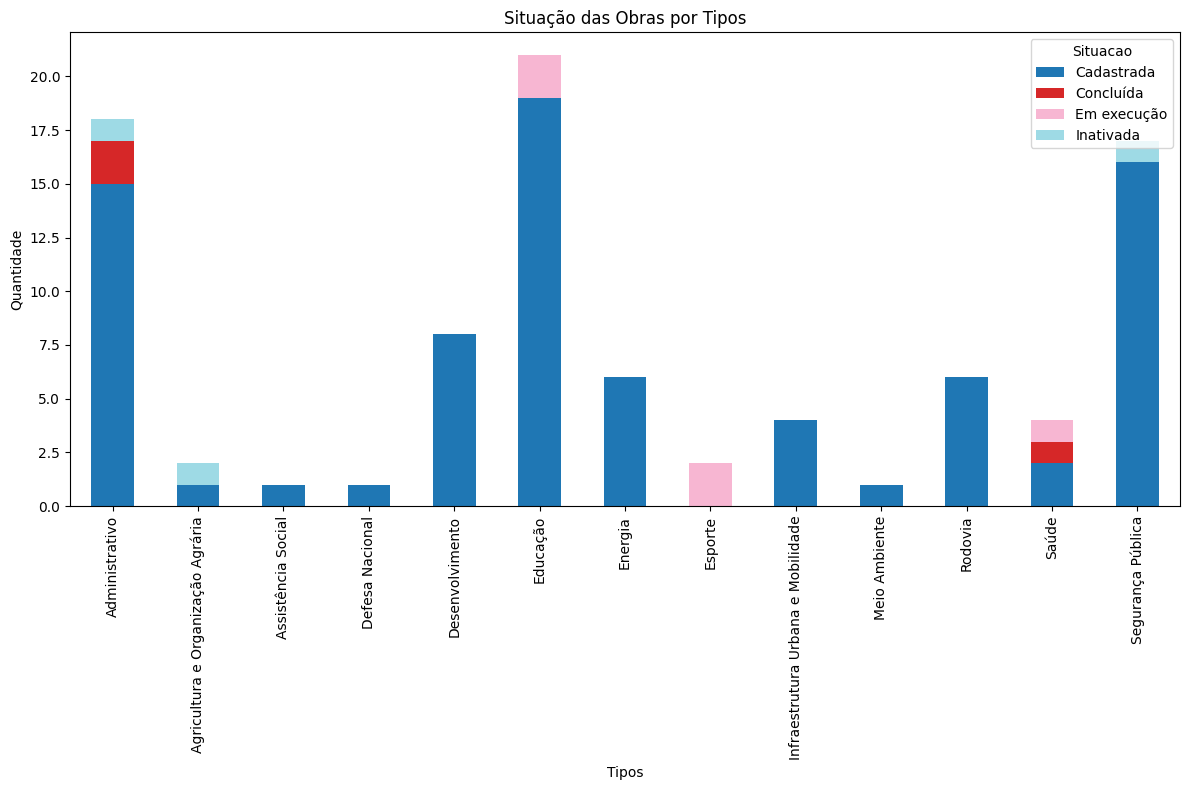 Situação das Obras por Tipos
Situacao
Cadastrada
Concluída
Em execução
Inativada
Quantidade
20.0
17.5
15.0
12.5
10.0
7.5
5.0
2.5
0.0
Administrativo
Agricultura e Organização Agrária
Assistência Social
Defesa Nacional
Desenvolvimento
Educação
Energia
Esporte
Infraestrutura Urbana e Mobilidade
Meio Ambiente
Rodovia
Saúde
Segurança Pública
Tipos